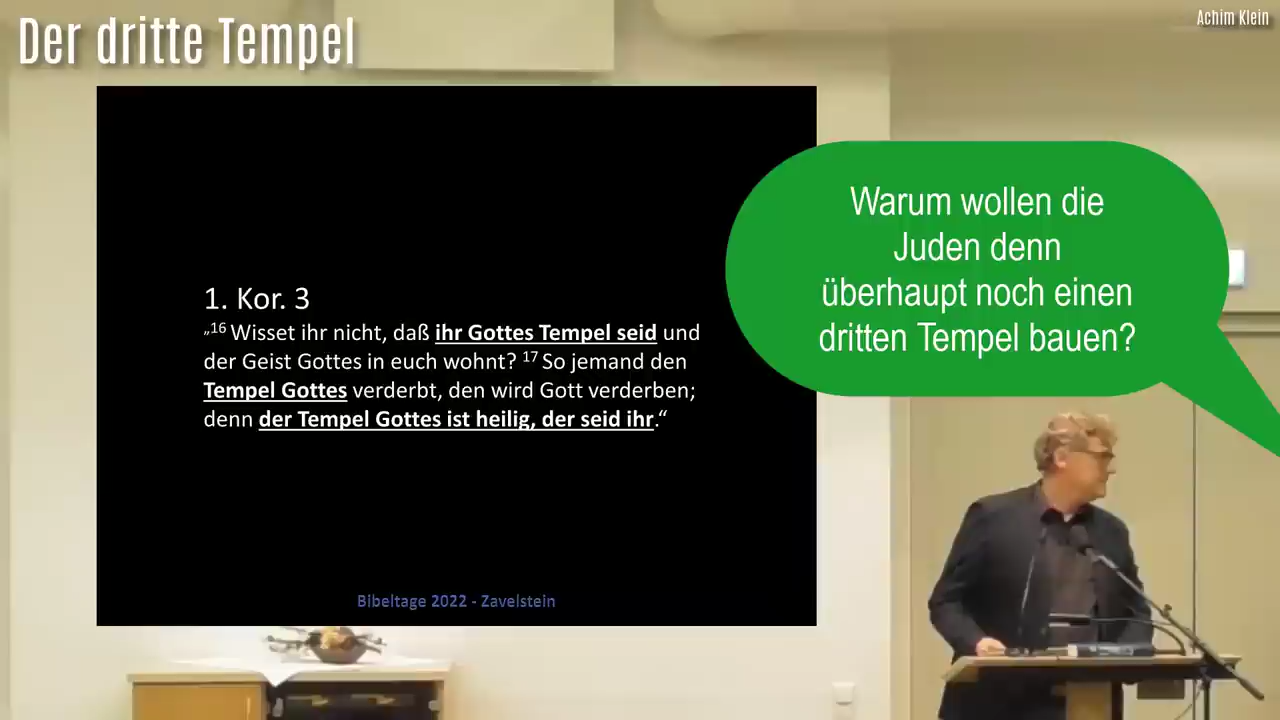 Der dritte Tempel
Achim Klein
1. Kor. 3
„16 Wisset ihr nicht, daß ihr Gottes Tempel seid und
der Geist Gottes in euch wohnt? 17 So jemand den
Tempel Gottes verderbt, den wird Gott verderben;
denn der Tempel Gottes ist heilig, der seid ihr.“
Bibeltage 2022 - Zavelstein
Warum wollen die
Juden denn
überhaupt noch einen
dritten Tempel bauen?